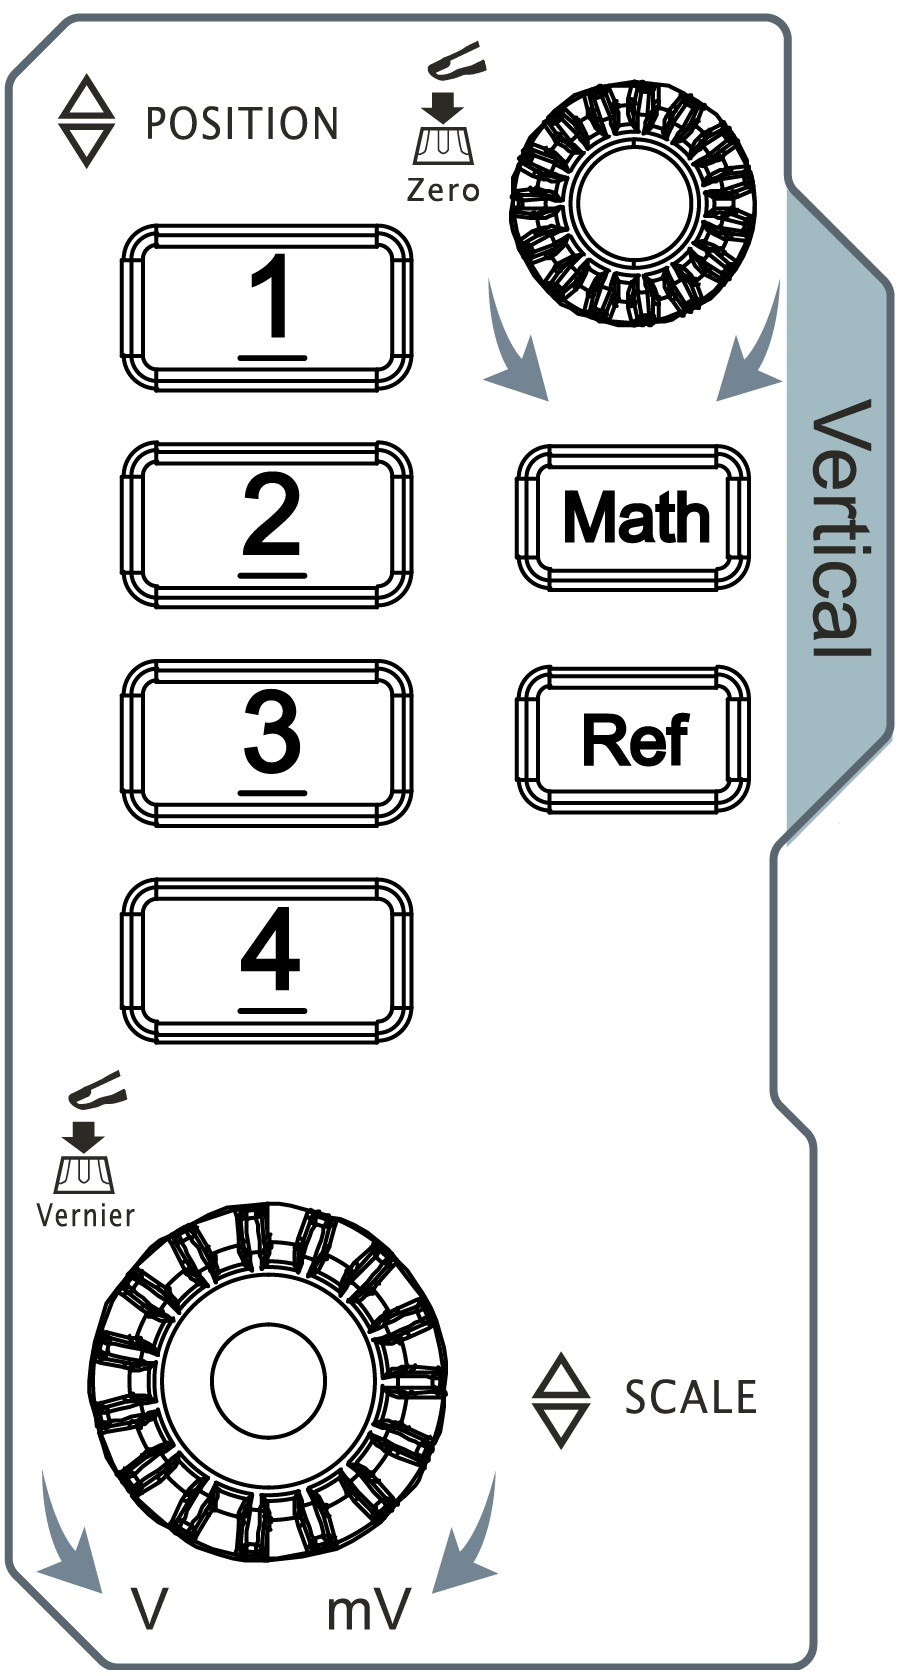 POSITION
Zero
1
2
Math
3
Ref
4
Vertical
Vernier
SCALE
V
mV